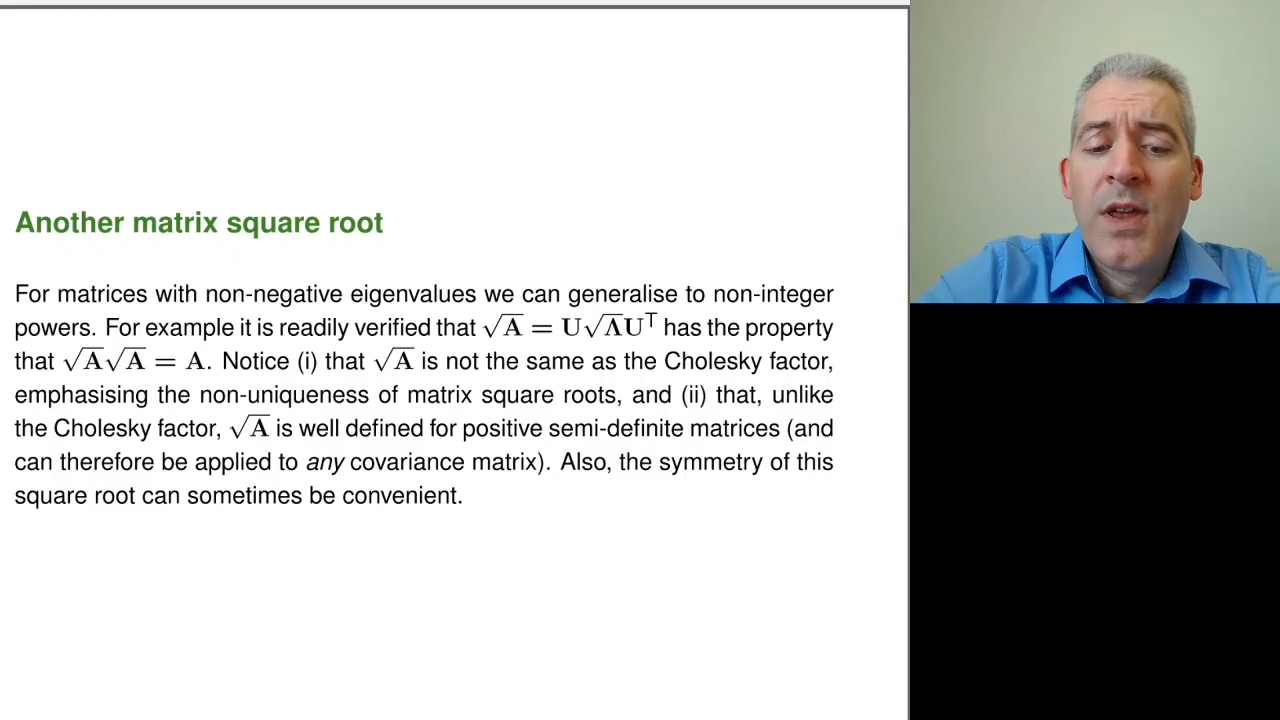 Another matrix square root
For matrices with non-negative eigenvalues we can generalise to non-integer
powers. For example it is readily verified that √A = U√ΛUᵀ has the property
that √A√A = A. Notice (i) that √A is not the same as the Cholesky factor,
emphasising the non-uniqueness of matrix square roots, and (ii) that, unlike
the Cholesky factor, √A is well defined for positive semi-definite matrices (and
can therefore be applied to any covariance matrix). Also, the symmetry of this
square root can sometimes be convenient.